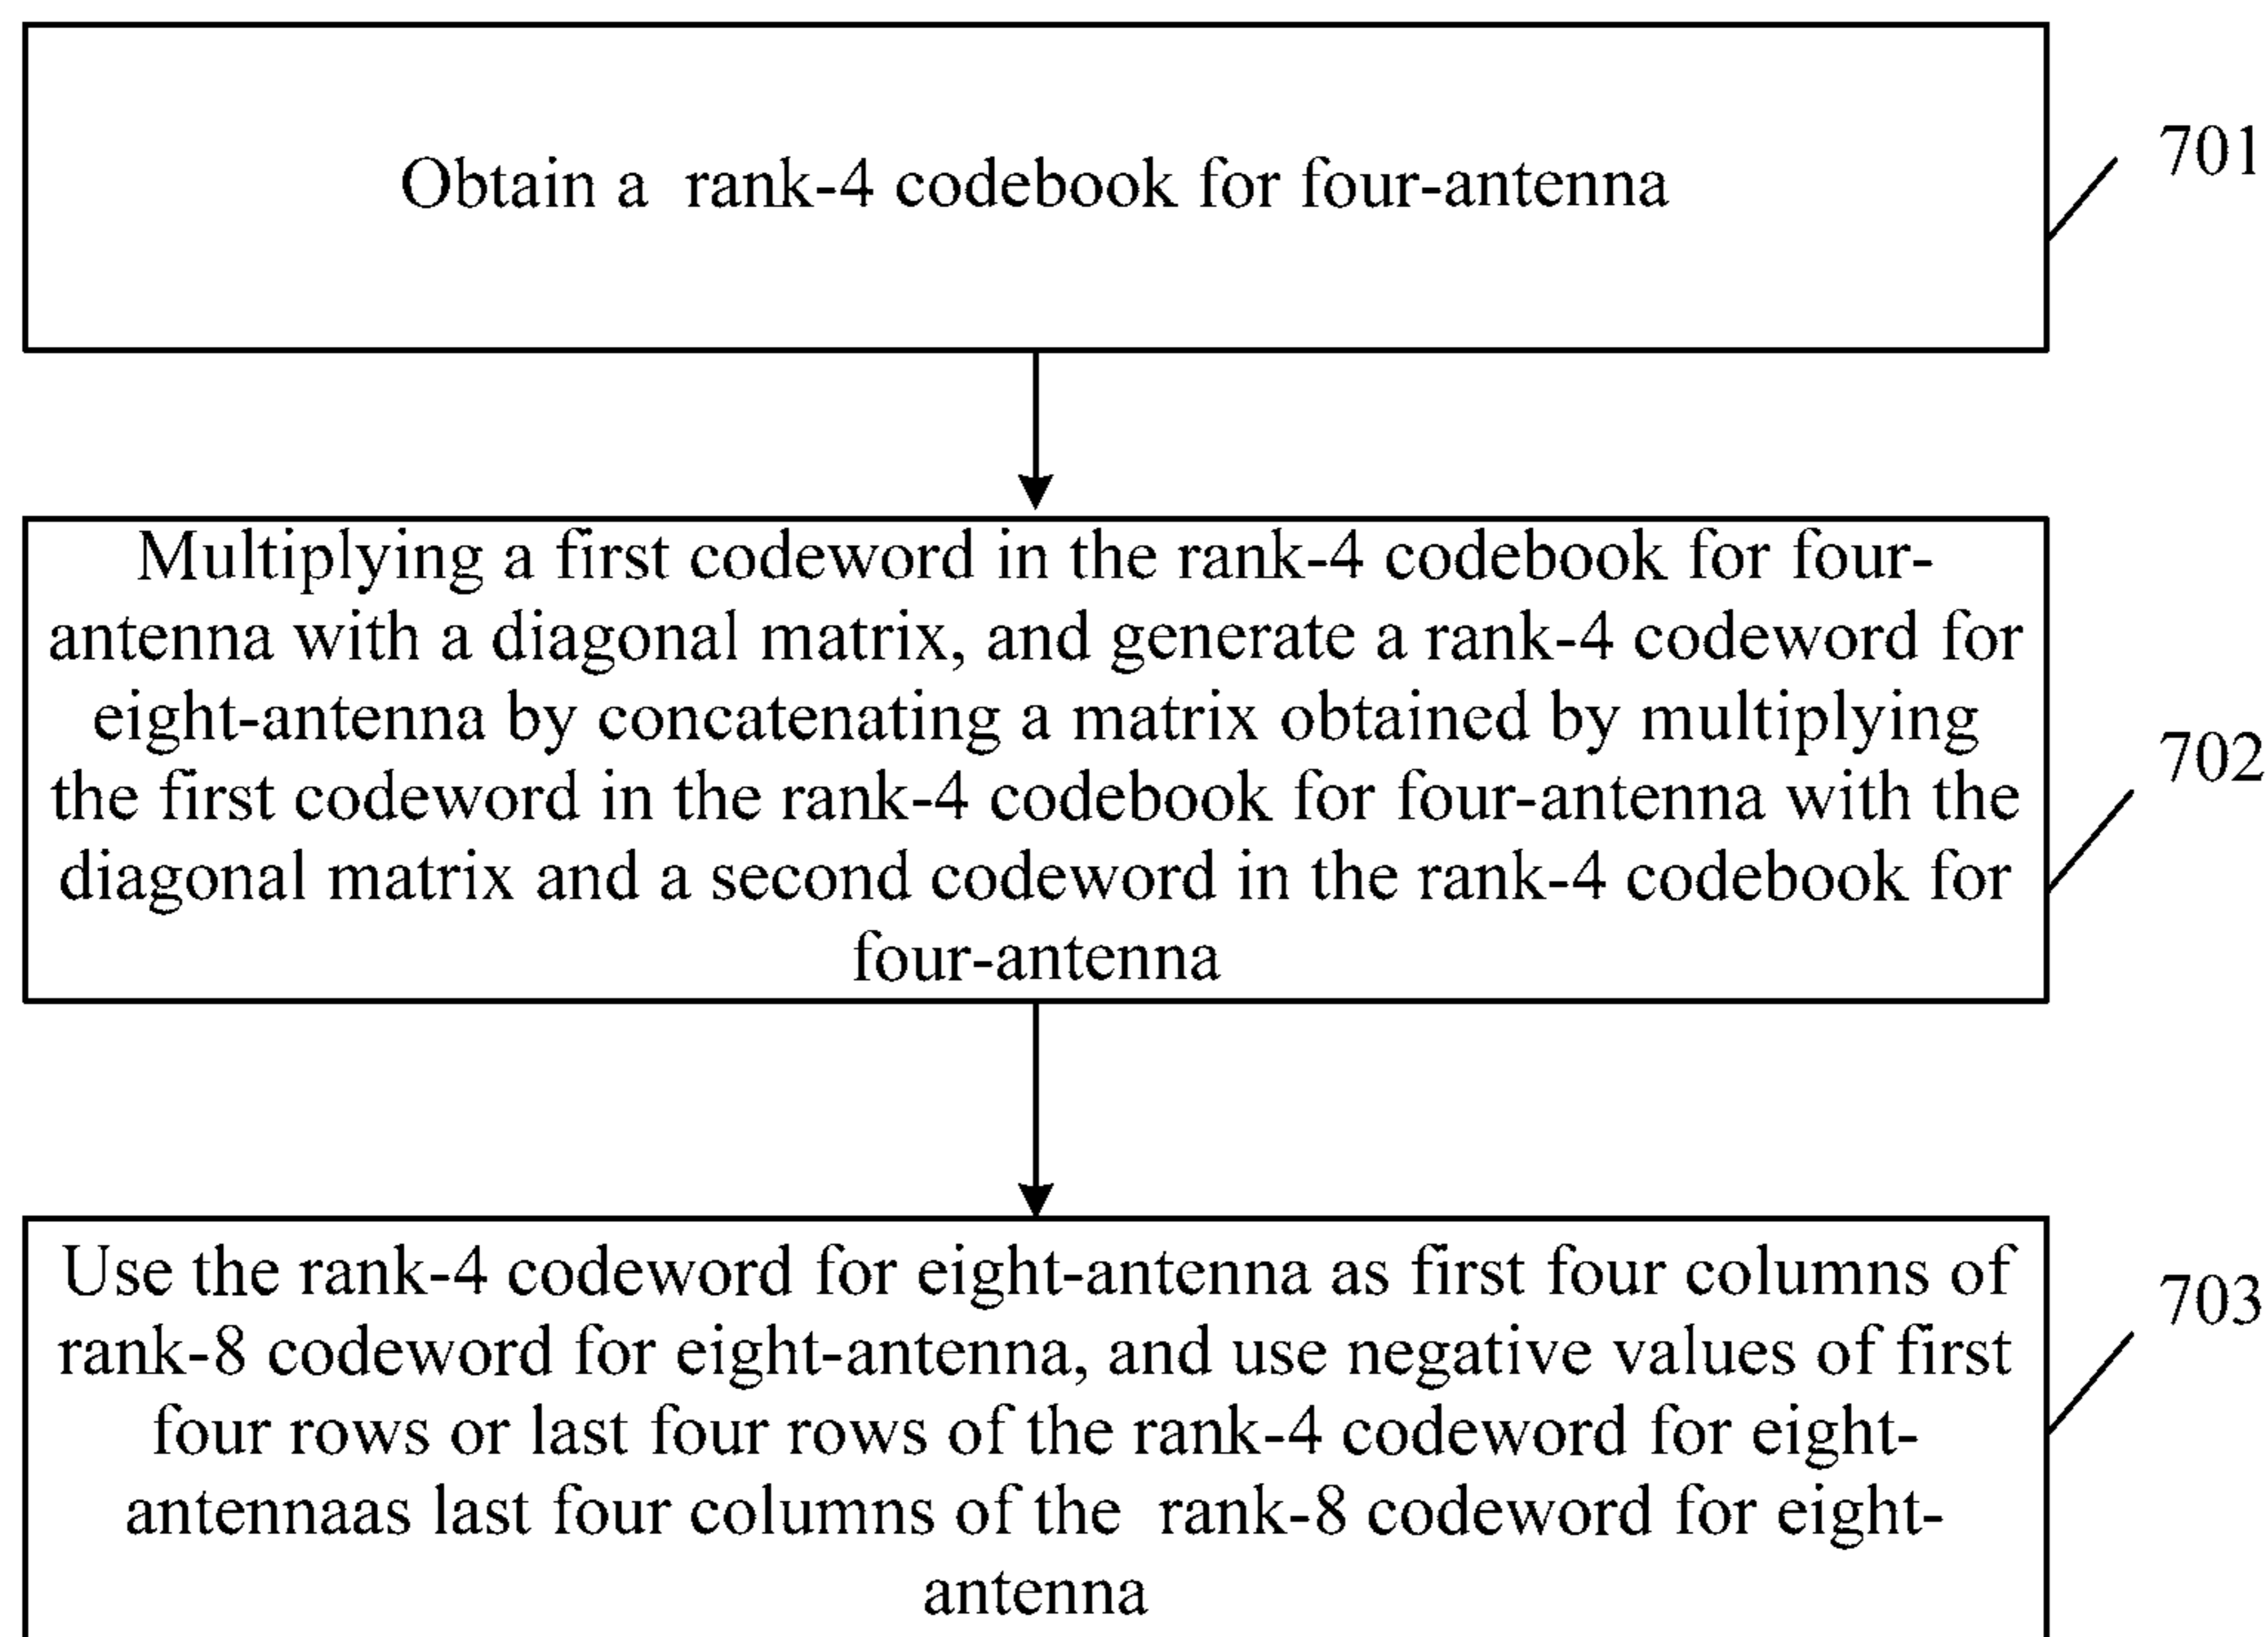 Obtain a  rank-4 codebook for four-antenna
701
Multiplying a first codeword in the rank-4 codebook for four-
antenna with a diagonal matrix, and generate a rank-4 codeword for
eight-antenna by concatenating a matrix obtained by multiplying
the first codeword in the rank-4 codebook for four-antenna with the
diagonal matrix and a second codeword in the rank-4 codebook for
four-antenna
702
Use the rank-4 codeword for eight-antenna as first four columns of
rank-8 codeword for eight-antenna, and use negative values of first
four rows or last four rows of the rank-4 codeword for eight-
antennaas last four columns of the  rank-8 codeword for eight-
antenna
703